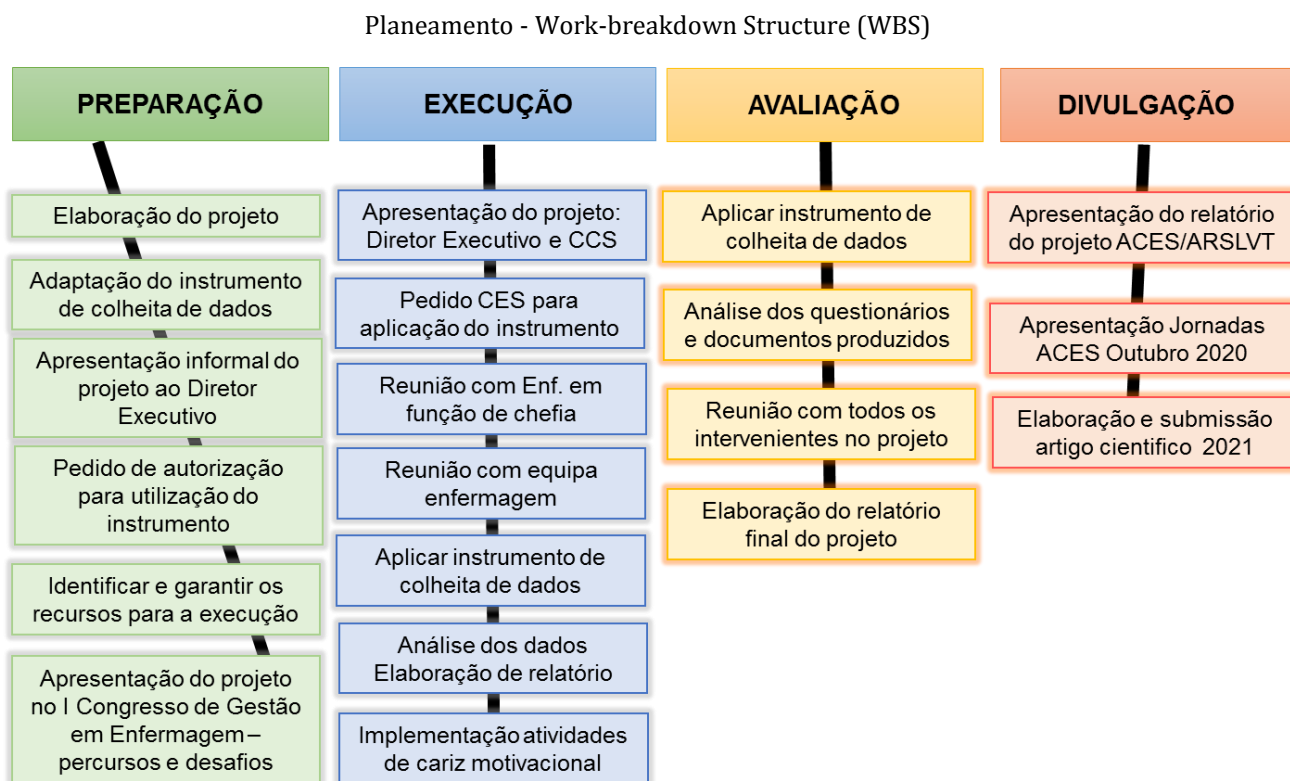 Planeamento - Work-breakdown Structure (WBS)
PREPARAÇÃO
Elaboração do projeto
Adaptação do instrumento
de colheita de dados
Apresentação informal do
projeto ao Diretor
Executivo
Pedido de autorização
para utilização do
instrumento
Identificar e garantir os
recursos para a execução
Apresentação do projeto
no I Congresso de Gestão
em Enfermagem –
percursos e desafios
EXECUÇÃO
Apresentação do projeto:
Diretor Executivo e CCS
Pedido CES para
aplicação do instrumento
Reunião com Enf. em
função de chefia
Reunião com equipa
enfermagem
Aplicar instrumento de
colheita de dados
Análise dos dados
Elaboração de relatório
Implementação atividades
de cariz motivacional
AVALIAÇÃO
Aplicar instrumento de
colheita de dados
Análise dos questionários
e documentos produzidos
Reunião com todos os
intervenientes no projeto
Elaboração do relatório
final do projeto
DIVULGAÇÃO
Apresentação do relatório
do projeto ACES/ARSLVT
Apresentação Jornadas
ACES Outubro 2020
Elaboração e submissão
artigo cientifico 2021